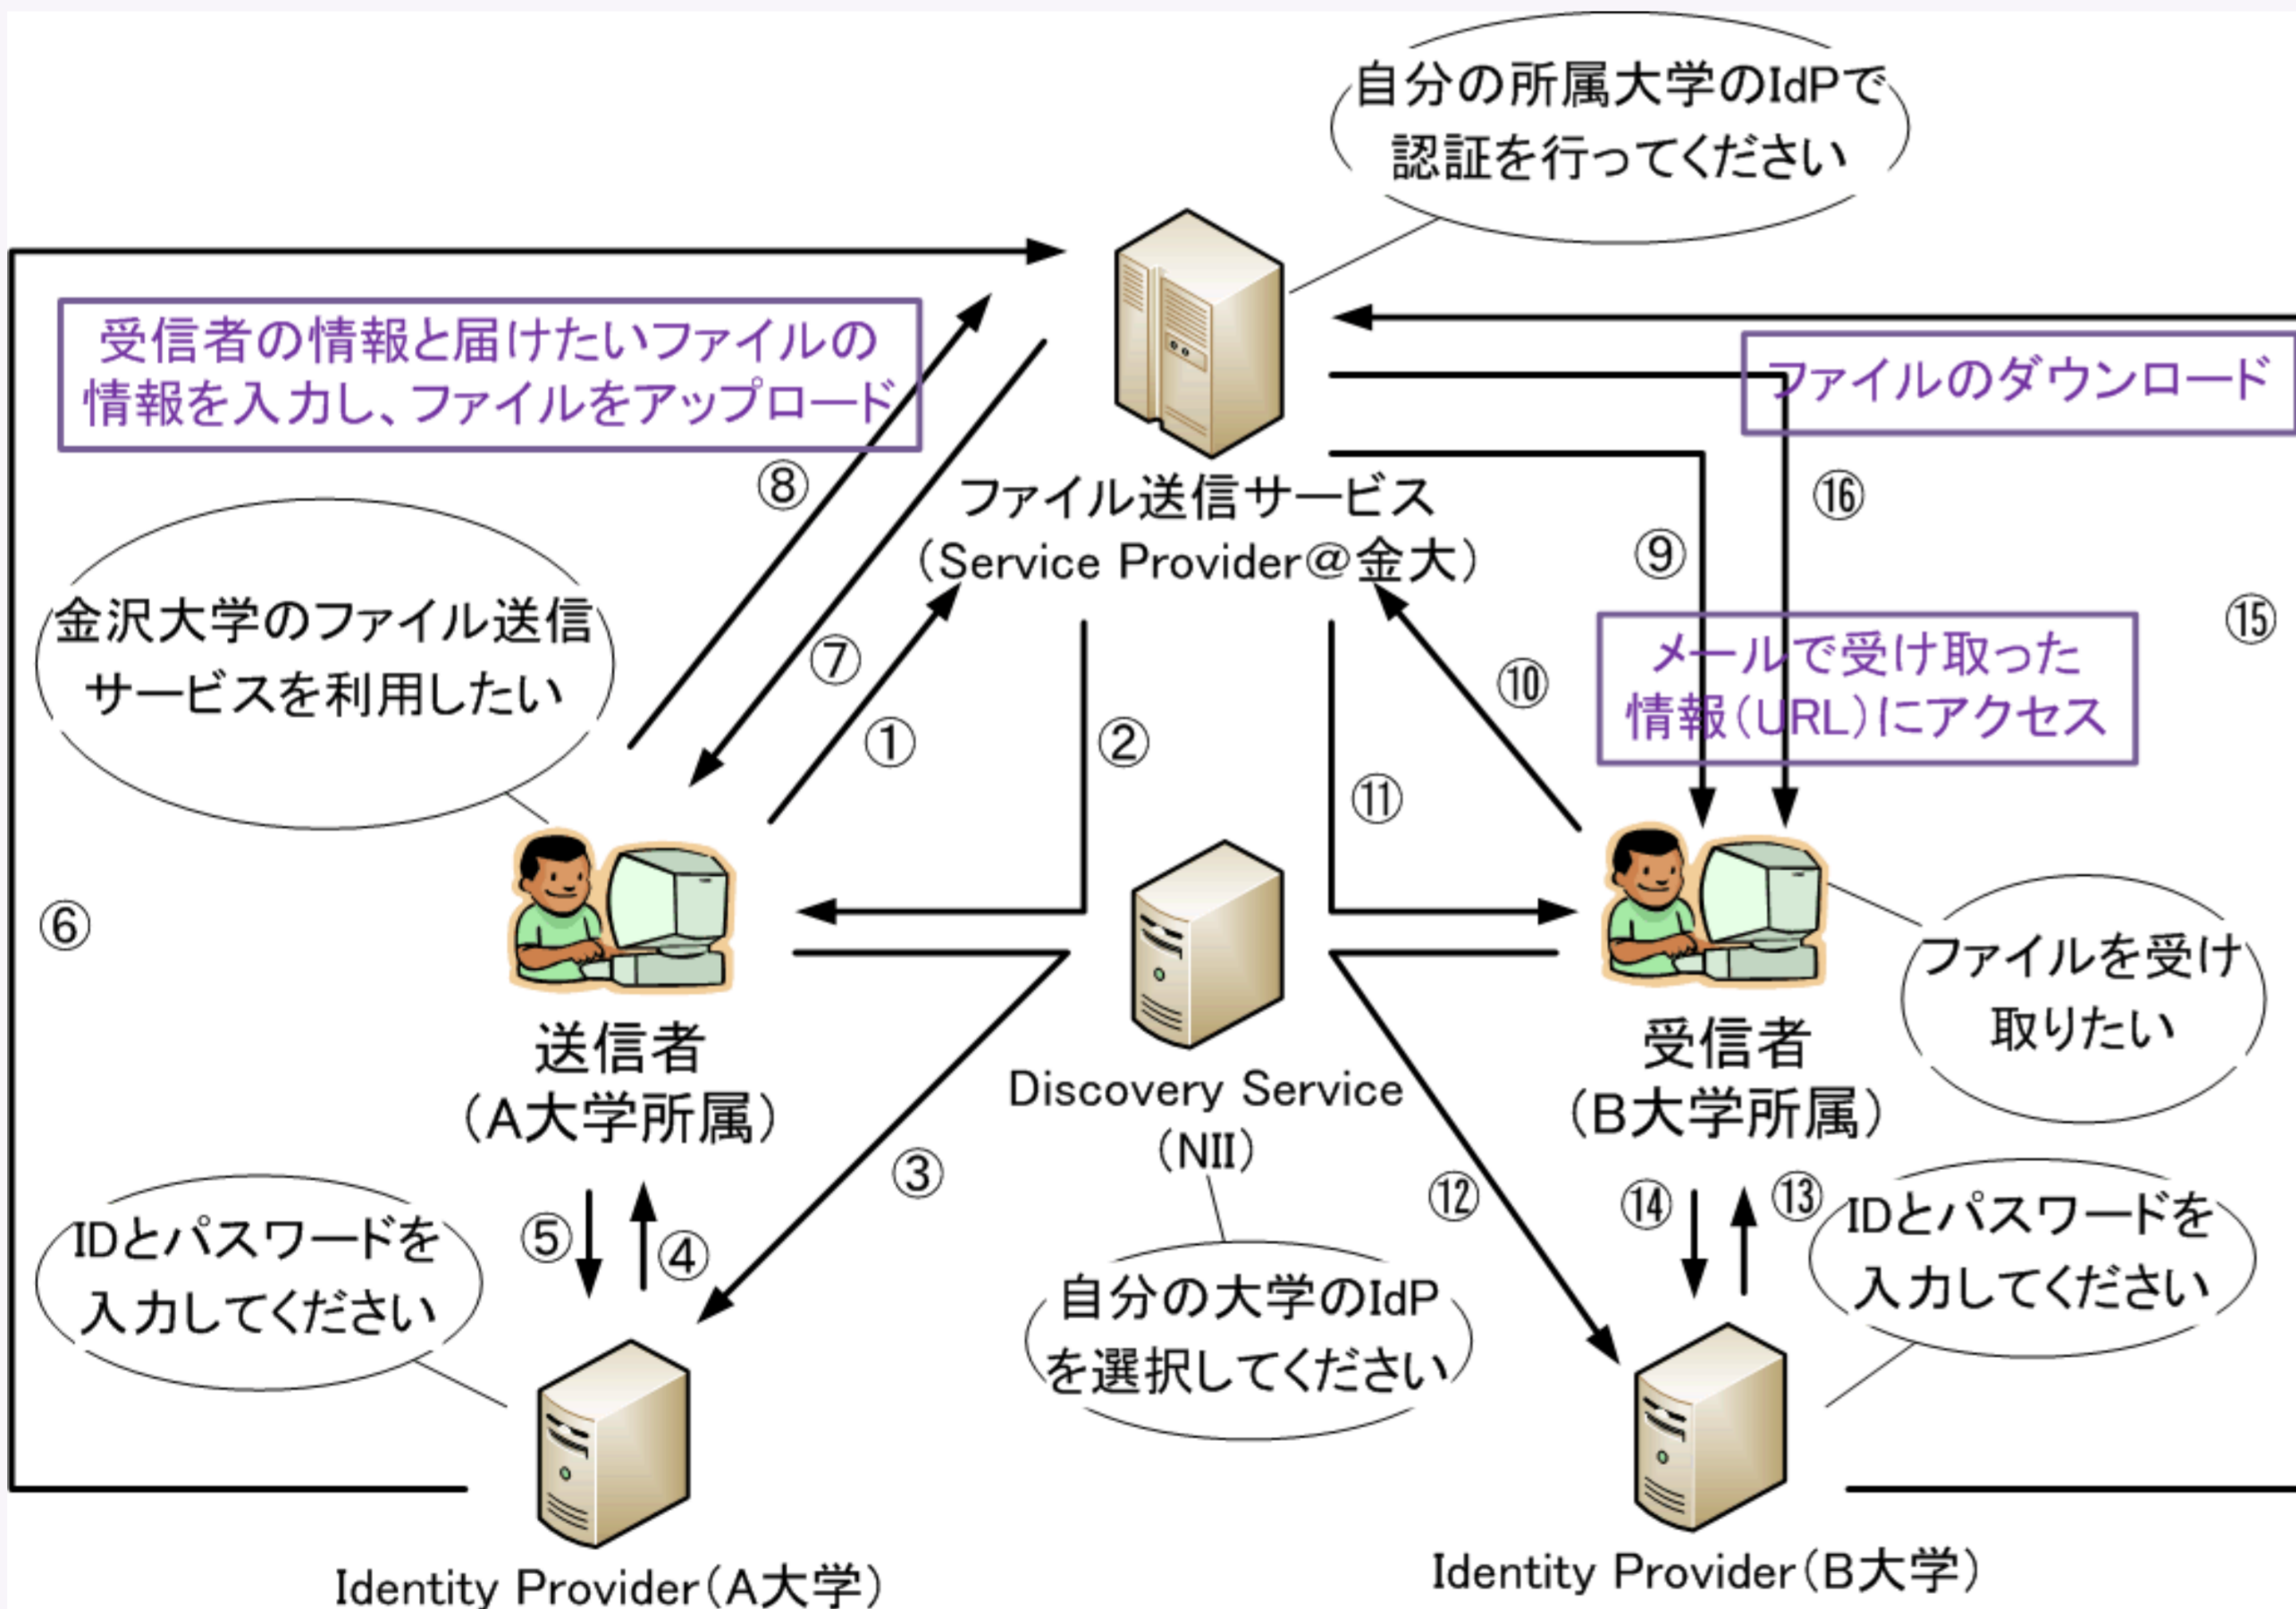 自分の所属大学のIdPで
認証を行ってください
受信者の情報と届けたいファイルの
情報を入力し、ファイルをアップロード
ファイルのダウンロード
⑧
ファイル送信サービス
(Service Provider@金大)
⑯
⑨
金沢大学のファイル送信
サービスを利用したい
⑦
①
②
⑩
⑪
メールで受け取った
情報(URL)にアクセス
⑮
⑥
送信者
(A大学所属)
Discovery Service
(NII)
受信者
(B大学所属)
ファイルを受け
取りたい
③
⑫
⑤
④
⑭
⑬
IDとパスワードを
入力してください
自分の大学のIdP
を選択してください
IDとパスワードを
入力してください
Identity Provider(A大学)
Identity Provider(B大学)